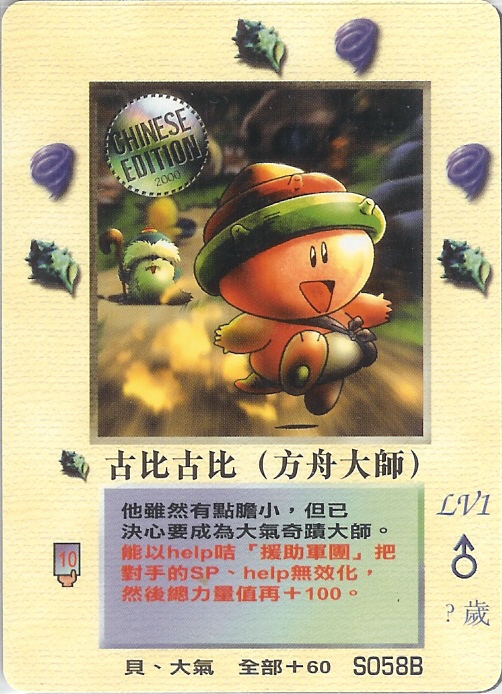 CHINESE
EDITION
2000
古比古比（方舟大師）
他雖然有點膽小，但已
決心要成為大氣奇蹟大師。
能以help咭「援助軍團」把
對手的SP、help無效化，
然後總力量值再＋100。
LV1
10
♂
? 歲
貝、大氣　全部＋60　S058B